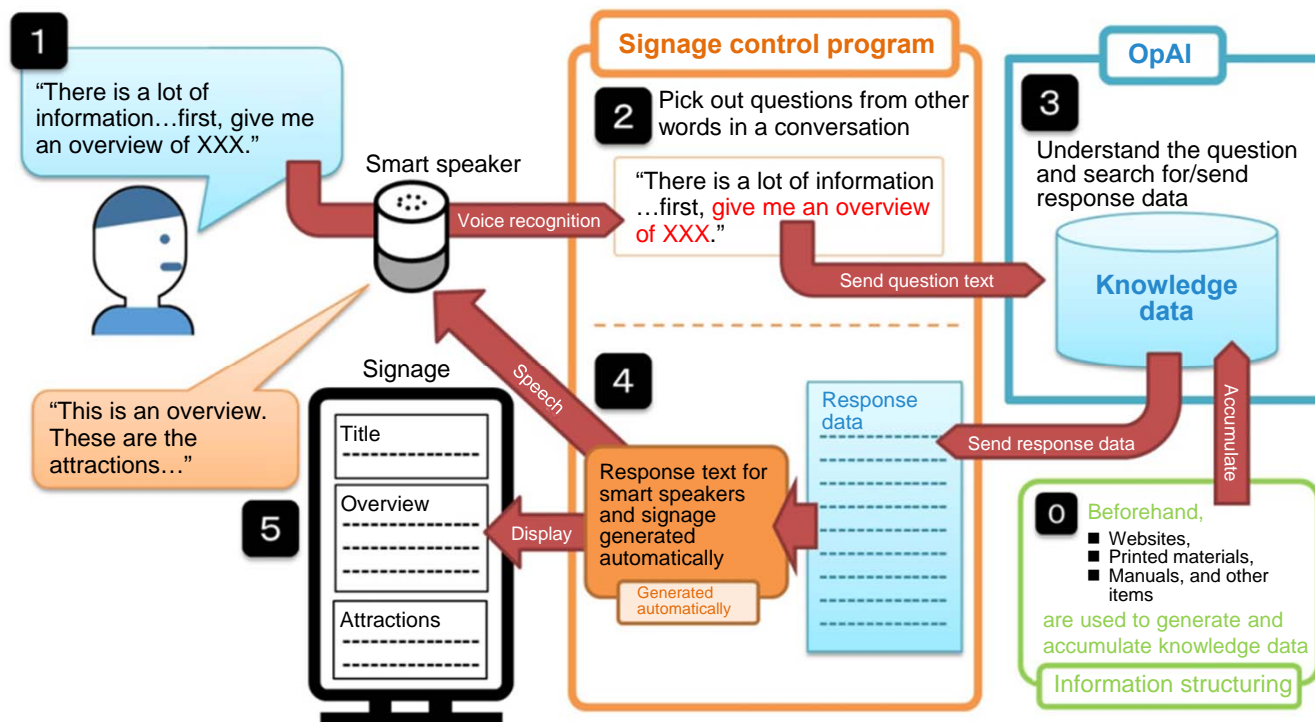 1
“There is a lot of
information…first, give me
an overview of XXX.”
Smart speaker
Voice recognition
Signage control program
2
Pick out questions from other
words in a conversation
“There is a lot of information
…first, give me an overview
of XXX.”
Send question text
OpAI
3
Understand the question
and search for/send
response data
Knowledge
data
Accumulate
Send response data
0
Beforehand,
■ Websites,
■ Printed materials,
■ Manuals, and other
items
are used to generate and
accumulate knowledge data
Information structuring
4
Response
data
Response text for
smart speakers
and signage
generated
automatically
Generated
automatically
Speech
Display
“This is an overview.
These are the
attractions…”
5
Signage
Title
Overview
Attractions